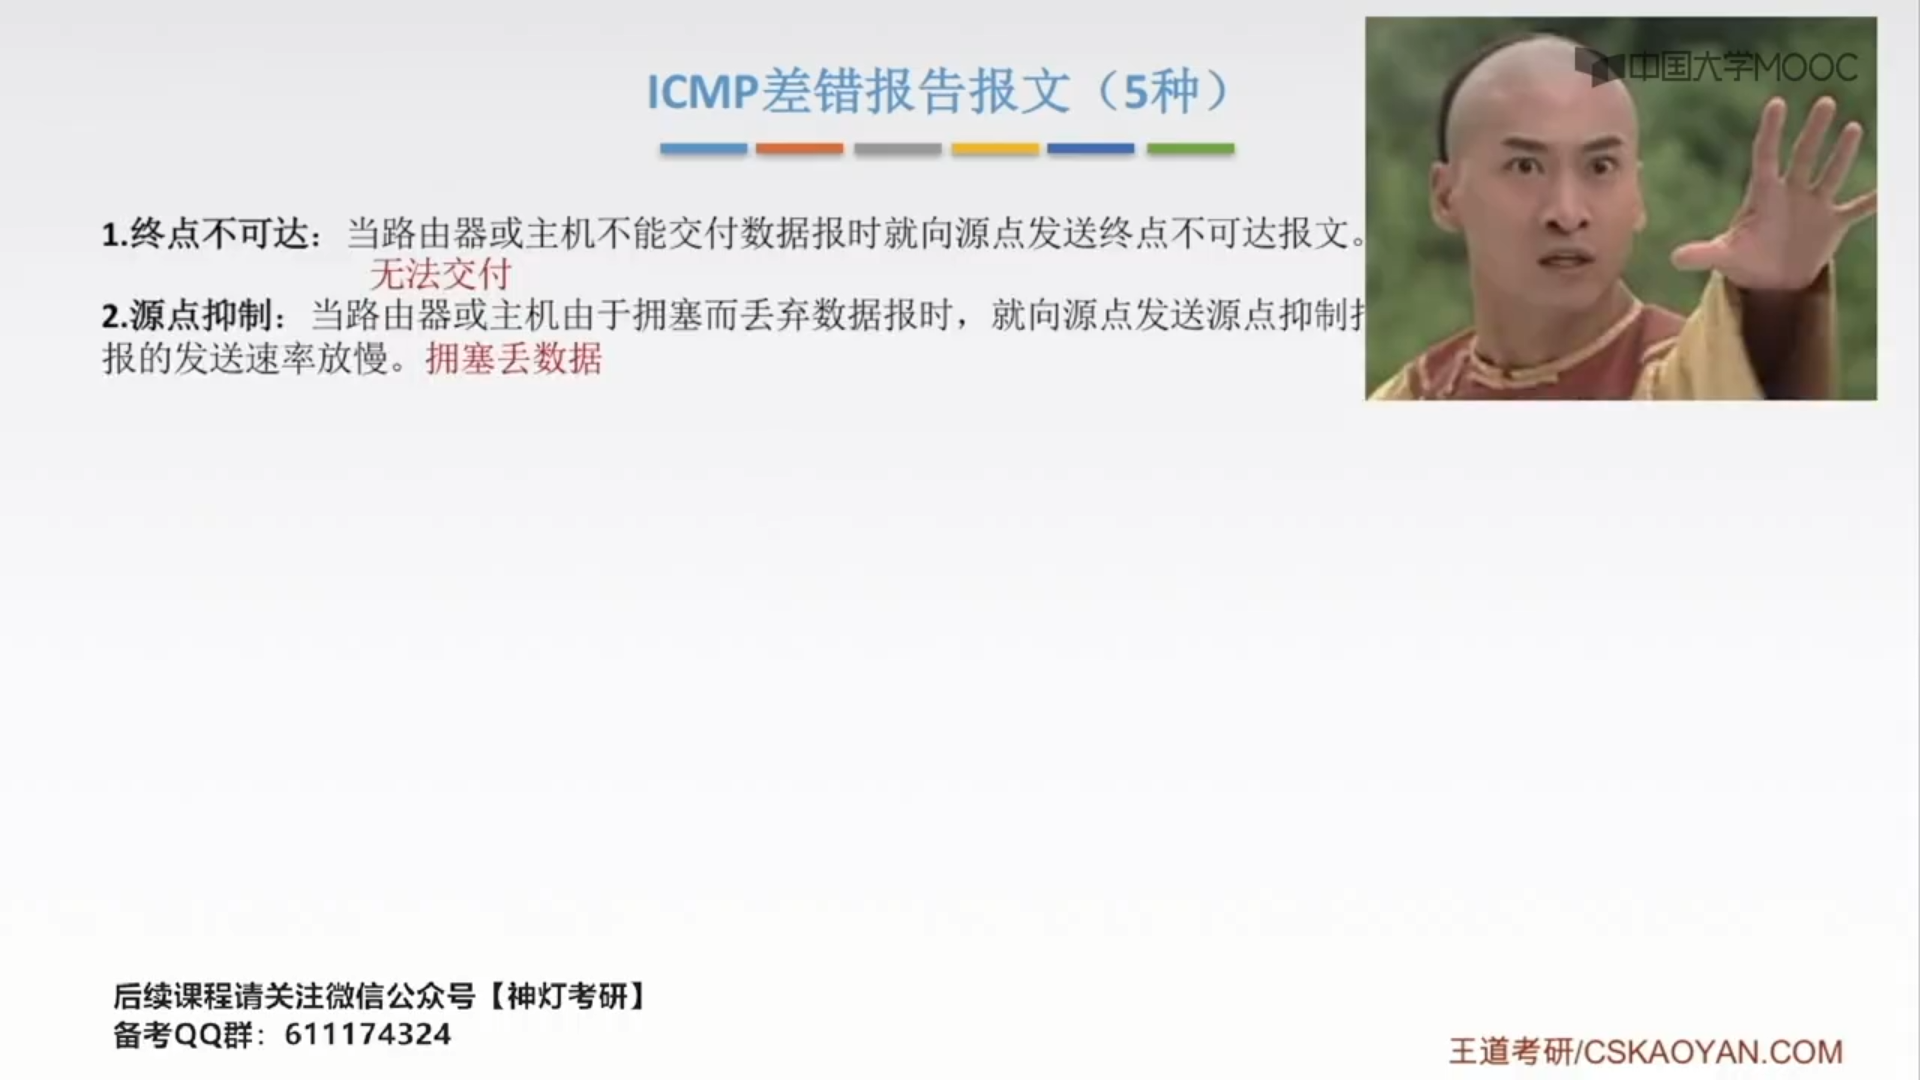 中国大学MOOC
ICMP差错报告报文（5种）
1.终点不可达：当路由器或主机不能交付数据报时就向源点发送终点不可达报文。
无法交付
2.源点抑制：当路由器或主机由于拥塞而丢弃数据报时，就向源点发送源点抑制
报的发送速率放慢。拥塞丢数据
后续课程请关注微信公众号【神灯考研】
备考QQ群：611174324
王道考研/CSKAOYAN.COM